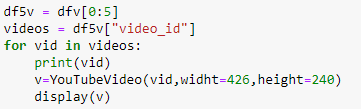 df5v = dfv[0:5]
videos = df5v["video_id"]
for vid in videos:
    print(vid)
    v=YouTubeVideo(vid,widht=426,height=240)
    display(v)